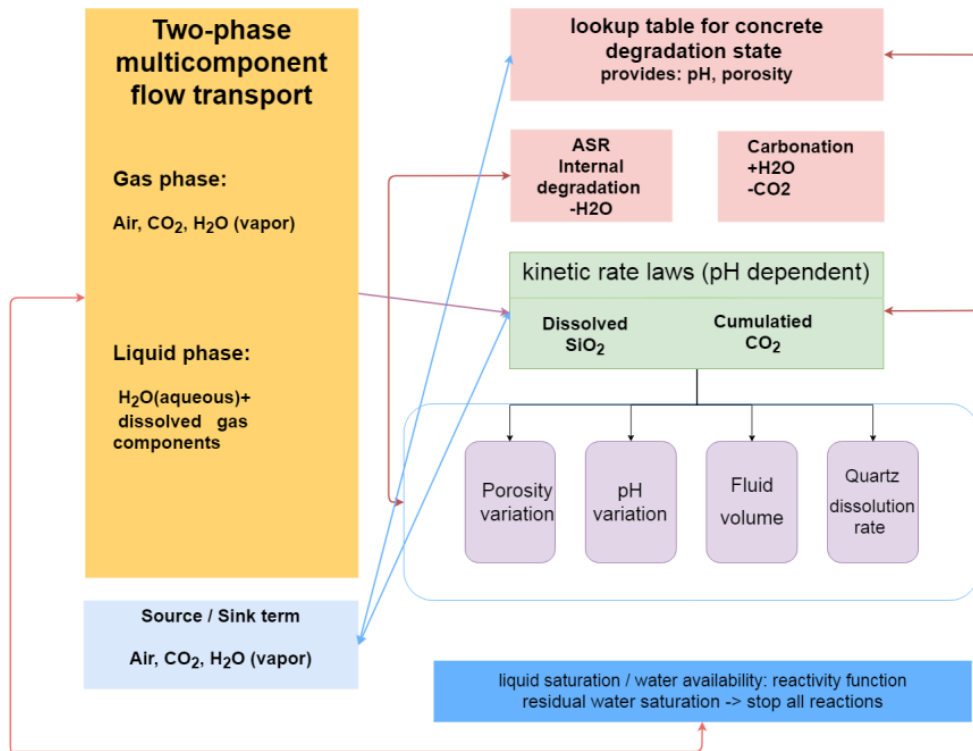 Two-phase
multicomponent
flow transport
Gas phase:
Air, CO₂, H₂O (vapor)
Liquid phase:
H₂O(aqueous)+
dissolved gas
components
Source / Sink term
Air, CO₂, H₂O (vapor)
lookup table for concrete
degradation state
provides: pH, porosity
ASR
Internal
degradation
-H2O
Carbonation
+H2O
-CO2
kinetic rate laws (pH dependent)
Dissolved
SiO₂
Cumulatied
CO₂
Porosity
variation
pH
variation
Fluid
volume
Quartz
dissolution
rate
liquid saturation / water availability: reactivity function
residual water saturation -> stop all reactions